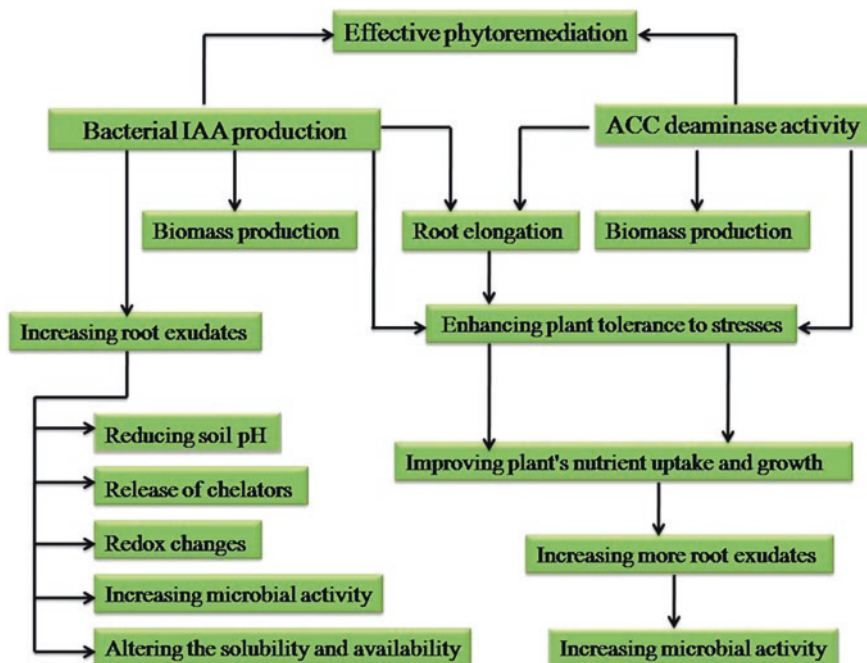 Effective phytoremediation
Bacterial IAA production
ACC deaminase activity
Biomass production
Root elongation
Biomass production
Increasing root exudates
Enhancing plant tolerance to stresses
Reducing soil pH
Improving plant's nutrient uptake and growth
Release of chelators
Redox changes
Increasing more root exudates
Increasing microbial activity
Altering the solubility and availability
Increasing microbial activity